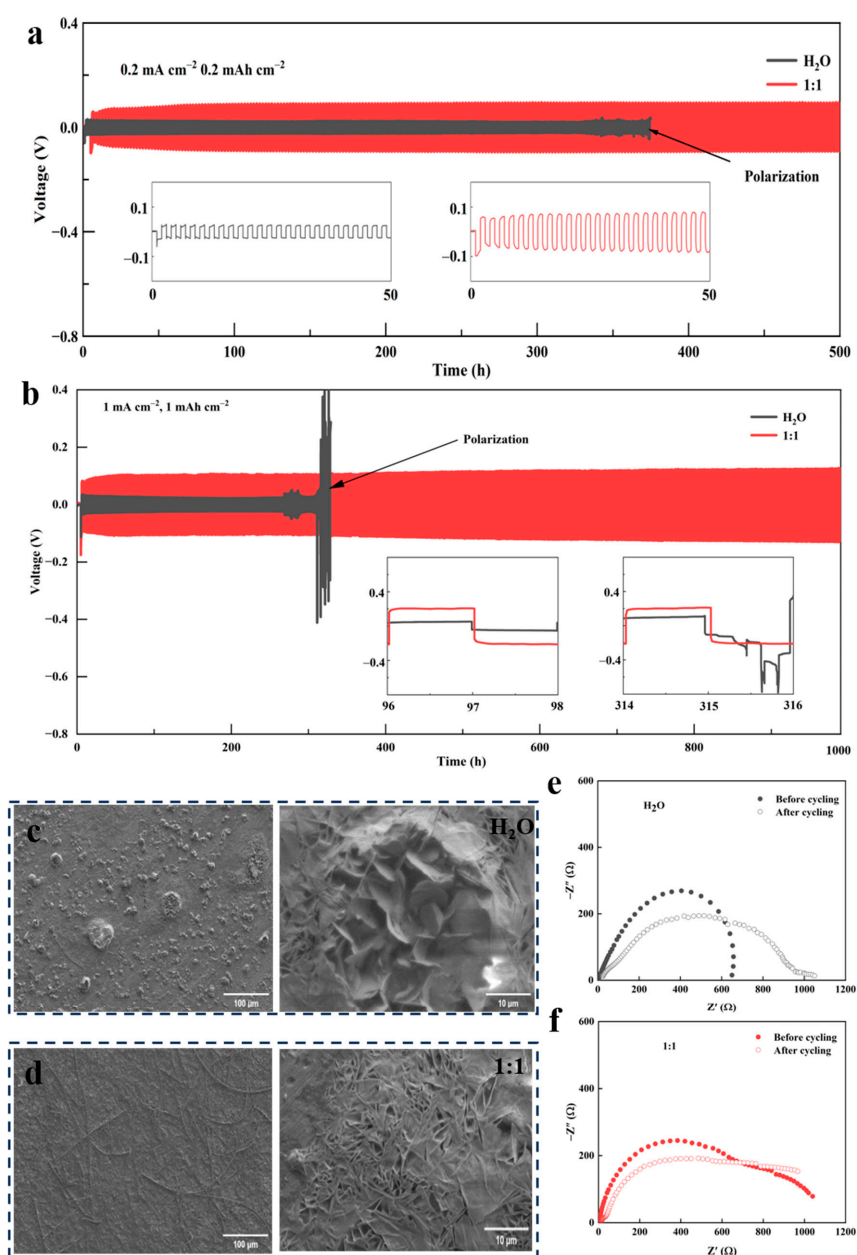 a
0.4
0.0
−0.4
−0.8
Voltage (V)
0.2 mA cm⁻² 0.2 mAh cm⁻²
H₂O
1:1
Polarization
0.1
−0.1
0
50
0.1
−0.1
0
50
0
100
200
300
400
500
Time (h)
b
0.4
0.2
0.0
−0.2
−0.4
−0.6
−0.8
Voltage (V)
1 mA cm⁻², 1 mAh cm⁻²
H₂O
1:1
Polarization
0.4
−0.4
96
97
98
0.4
−0.4
314
315
316
0
200
400
600
800
1000
Time (h)
c
100 μm
H₂O
10 μm
d
100 μm
1:1
10 μm
e
600
400
200
0
−Z″ (Ω)
H₂O
Before cycling
After cycling
0
200
400
600
800
1000
1200
Z′ (Ω)
f
600
400
200
0
−Z″ (Ω)
1:1
Before cycling
After cycling
0
200
400
600
800
1000
1200
Z′ (Ω)